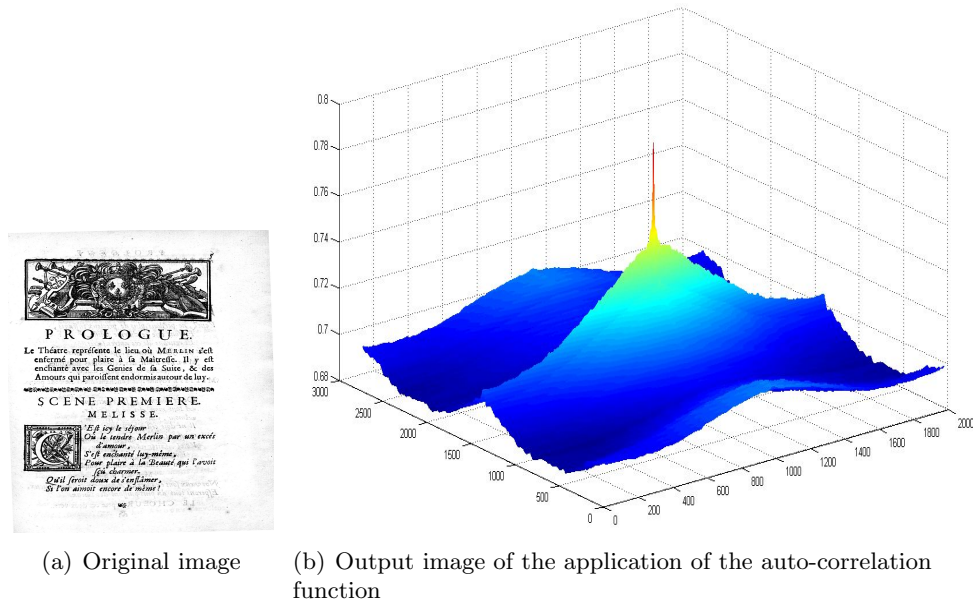 PROLOGUE.
Le Théatre represente le lieu où MERLIN s'est
enfermé pour plaire à sa Maîtresse. Il y est
enchanté avec les Genies de sa Suite, & des
Amours qui paroissent endormis autour de luy.
SCENE PREMIERE.
MELISSE.
C'Est icy le séjour
Où le tendre Merlin par un excés
d'amour,
S'est enchanté luy-même,
Pour plaire à la Beauté qui l'avoit
sçû charmer.
Qu'il seroit doux de s'enflâmer,
Si l'on aimoit encore de même!
(a) Original image
0.8
0.78
0.76
0.74
0.72
0.7
0.68
3000
2500
2000
1500
1000
500
0
0
200
400
600
800
1000
1200
1400
1600
1800
2000
(b) Output image of the application of the auto-correlation
function